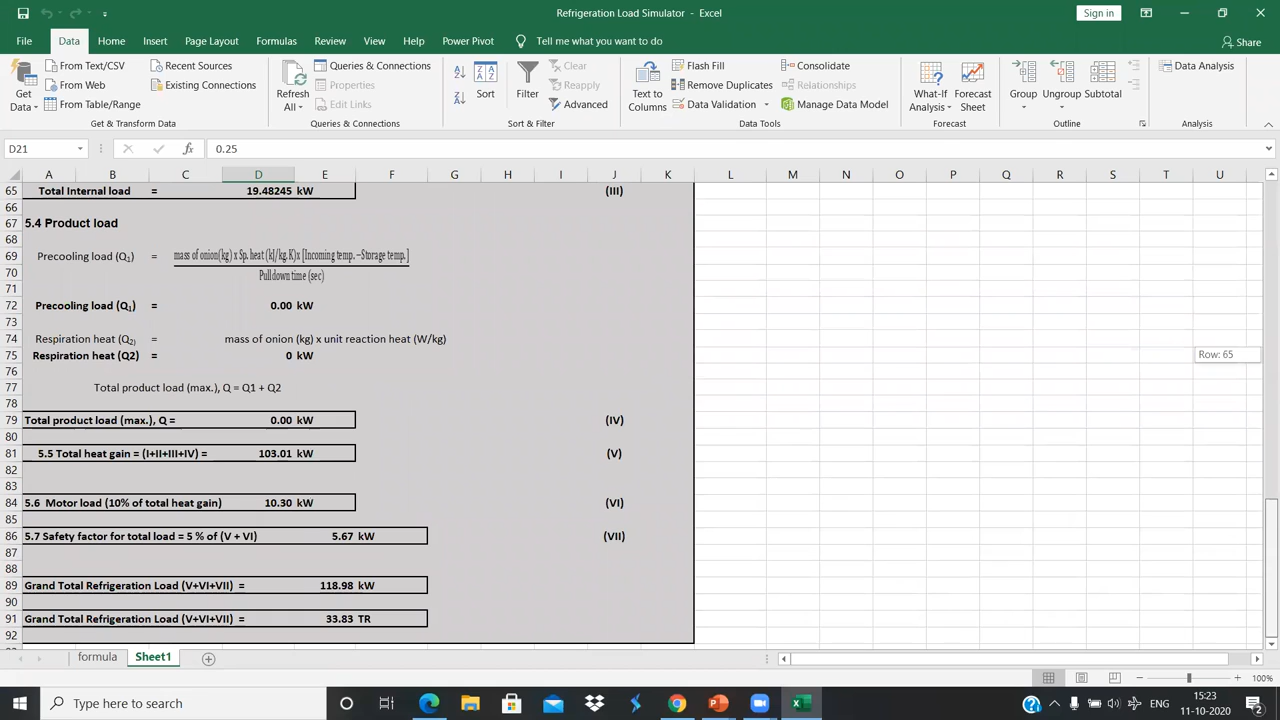 Refrigeration Load Simulator - Excel
Sign in
File Data Home Insert Page Layout Formulas Review View Help Power Pivot Tell me what you want to do Share
Get Data
From Text/CSV
From Web
From Table/Range
Recent Sources
Existing Connections
Get & Transform Data
Refresh All
Queries & Connections
Properties
Edit Links
Queries & Connections
Sort
Filter
Clear
Reapply
Advanced
Sort & Filter
Text to Columns
Flash Fill
Remove Duplicates
Data Validation
Consolidate
Relationships
Manage Data Model
Data Tools
What-If Analysis
Forecast Sheet
Forecast
Group
Ungroup
Subtotal
Outline
Data Analysis
Analysis
D21 fx 0.25
A B C D E F G H I J K L M N O P Q R S T U
65 Total Internal load = 19.48245 kW (III)
66
67 5.4 Product load
68
69 Precooling load (Q1) = mass of onion(kg) x Sp. heat (kJ/kg.K)x [Incoming temp. –Storage temp.]
70 Pull down time (sec)
71
72 Precooling load (Q1) = 0.00 kW
73
74 Respiration heat (Q2) = mass of onion (kg) x unit reaction heat (W/kg)
75 Respiration heat (Q2) = 0 kW
76
77 Total product load (max.), Q = Q1 + Q2
78
79 Total product load (max.), Q = 0.00 kW (IV)
80
81 5.5 Total heat gain = (I+II+III+IV) = 103.01 kW (V)
82
83
84 5.6 Motor load (10% of total heat gain) 10.30 kW (VI)
85
86 5.7 Safety factor for total load = 5 % of (V + VI) 5.67 kW (VII)
87
88
89 Grand Total Refrigeration Load (V+VI+VII) = 118.98 kW
90
91 Grand Total Refrigeration Load (V+VI+VII) = 33.83 TR
92
Row: 65
formula Sheet1
100%
Type here to search
ENG
15:23
11-10-2020
2